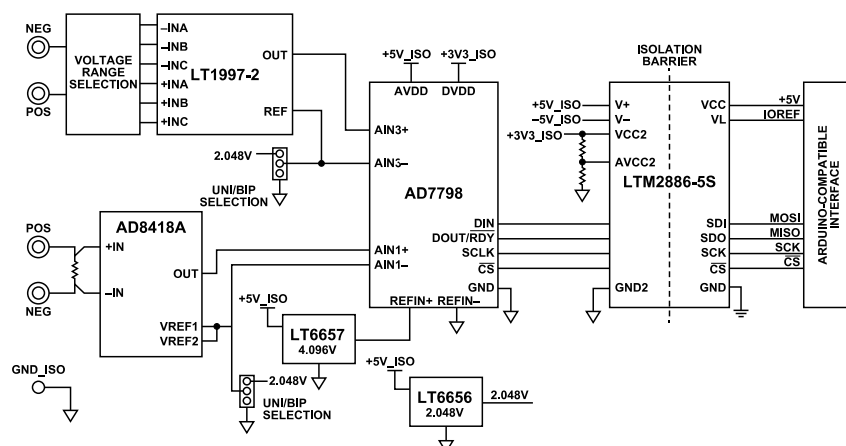 NEG
POS
VOLTAGE
RANGE
SELECTION
–INA
–INB
–INC
+INA
+INB
+INC
LT1997-2
OUT
REF
2.048V
UNI/BIP
SELECTION
POS
NEG
AD8418A
+IN
–IN
OUT
VREF1
VREF2
GND_ISO
2.048V
UNI/BIP
SELECTION
+5V_ISO
LT6657
4.096V
+5V_ISO
LT6656
2.048V
2.048V
+5V_ISO
+3V3_ISO
AVDD
DVDD
AIN3+
AIN3–
AD7798
AIN1+
AIN1–
DIN
DOUT/RDY
SCLK
CS
GND
REFIN+
REFIN–
ISOLATION
BARRIER
+5V_ISO
–5V_ISO
+3V3_ISO
V+
V–
VCC2
AVCC2
LTM2886-5S
GND2
VCC
VL
SDI
SDO
SCK
CS
GND
+5V
IOREF
MOSI
MISO
SCK
CS
ARDUINO-COMPATIBLE
INTERFACE